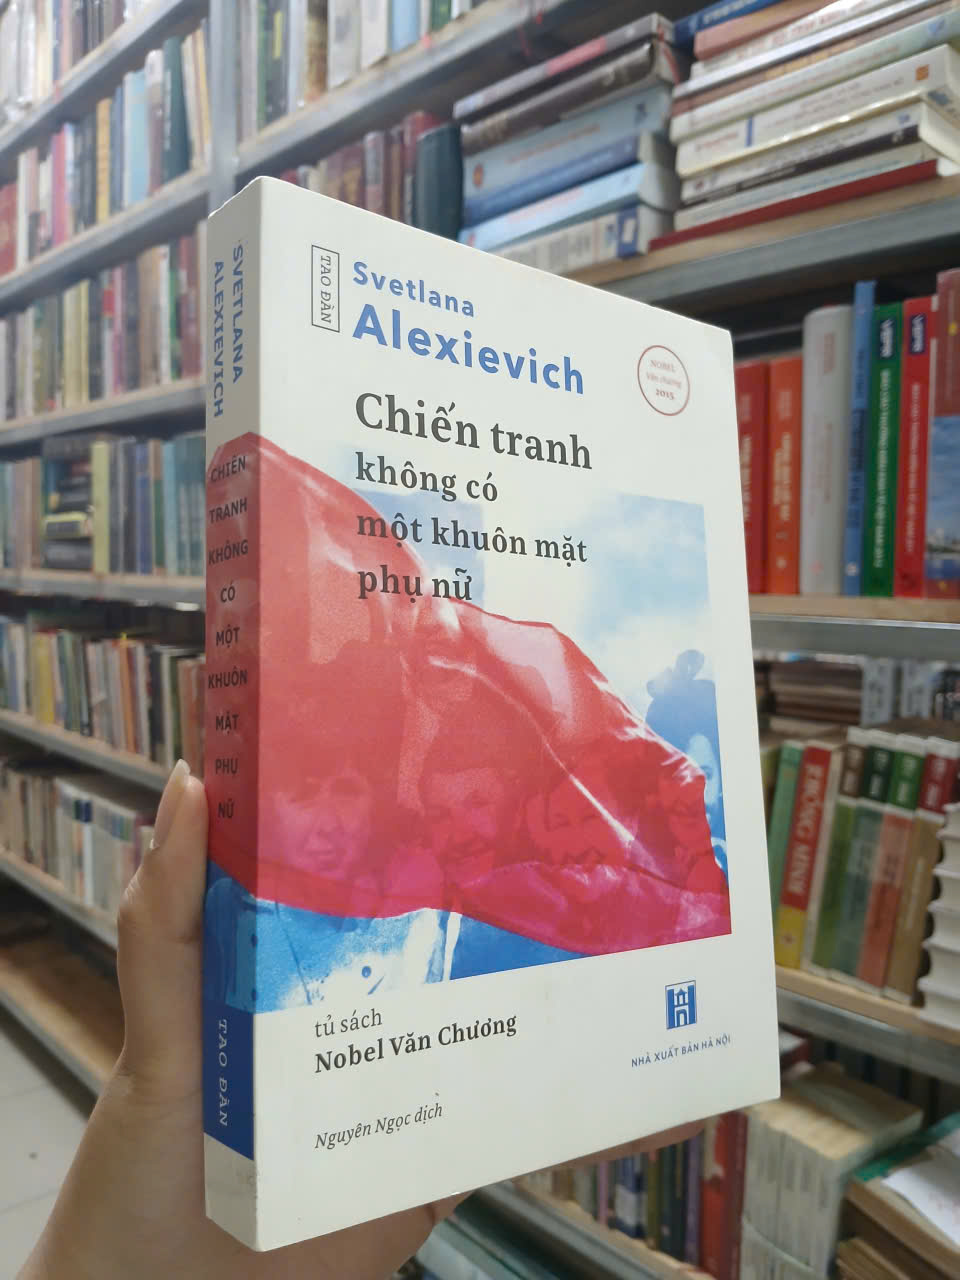 SVETLANA
ALEXIEVICH
CHIẾN
TRANH
KHÔNG
CÓ
MỘT
KHUÔN
MẶT
PHỤ
NỮ
TAO ĐÀN
TAO ĐÀN
Svetlana
Alexievich
NOBEL
Văn chương
2015
Chiến tranh
không có
một khuôn mặt
phụ nữ
tủ sách
Nobel Văn Chương
Nguyên Ngọc dịch
NHÀ XUẤT BẢN HÀ NỘI